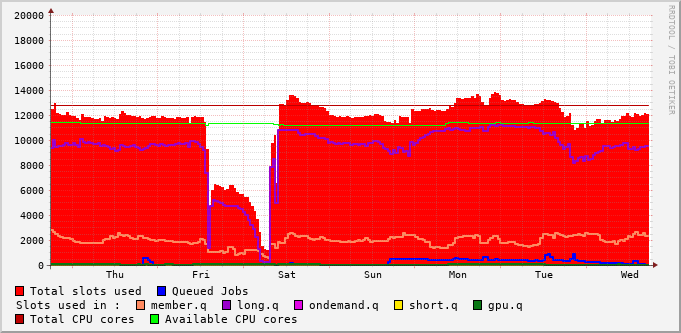 RRDTOOL / TOBI OETIKER
20000
18000
16000
14000
12000
10000
8000
6000
4000
2000
0
Thu Fri Sat Sun Mon Tue Wed
Total slots used Queued Jobs
Slots used in : member.q long.q ondemand.q short.q gpu.q
Total CPU cores Available CPU cores